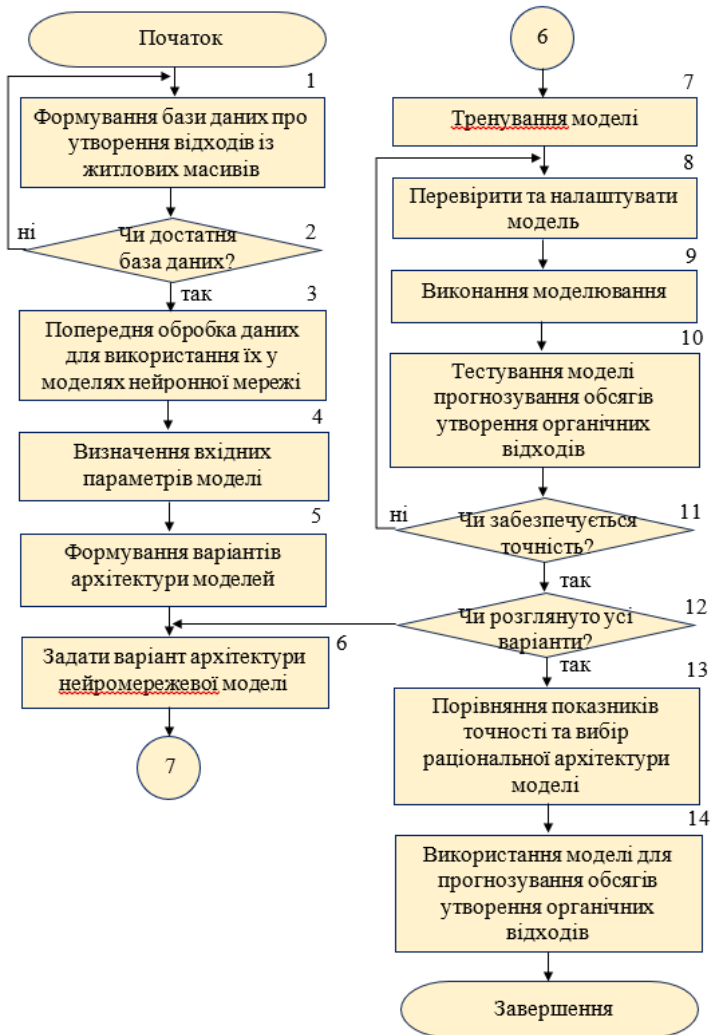 Початок
1
Формування бази даних про
утворення відходів із
житлових масивів
ні
Чи достатня
база даних?
2
так
3
Попередня обробка даних
для використання їх у
моделях нейронної мережі
4
Визначення вхідних
параметрів моделі
5
Формування варіантів
архітектури моделей
6
Задати варіант архітектури
нейромережевої моделі
7
6
7
Тренування моделі
8
Перевірити та налаштувати
модель
9
Виконання моделювання
10
Тестування моделі
прогнозування обсягів
утворення органічних
відходів
ні
11
Чи забезпечується
точність?
так
12
Чи розглянуто усі
варіанти?
так
13
Порівняння показників
точності та вибір
раціональної архітектури
моделі
14
Використання моделі для
прогнозування обсягів
утворення органічних
відходів
Завершення